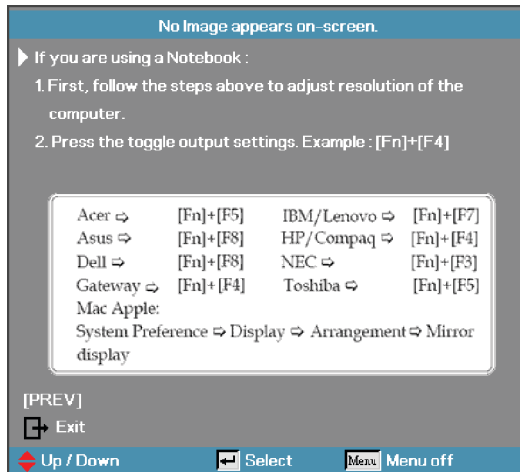 No Image appears on-screen.
If you are using a Notebook :
1. First, follow the steps above to adjust resolution of the
computer.
2. Press the toggle output settings. Example : [Fn]+[F4]
Acer ⇨ [Fn]+[F5] IBM/Lenovo ⇨ [Fn]+[F7]
Asus ⇨ [Fn]+[F8] HP/Compaq ⇨ [Fn]+[F4]
Dell ⇨ [Fn]+[F8] NEC ⇨ [Fn]+[F3]
Gateway ⇨ [Fn]+[F4] Toshiba ⇨ [Fn]+[F5]
Mac Apple:
System Preference ⇨ Display ⇨ Arrangement ⇨ Mirror
display
[PREV]
Exit
Up / Down Select Menu Menu off